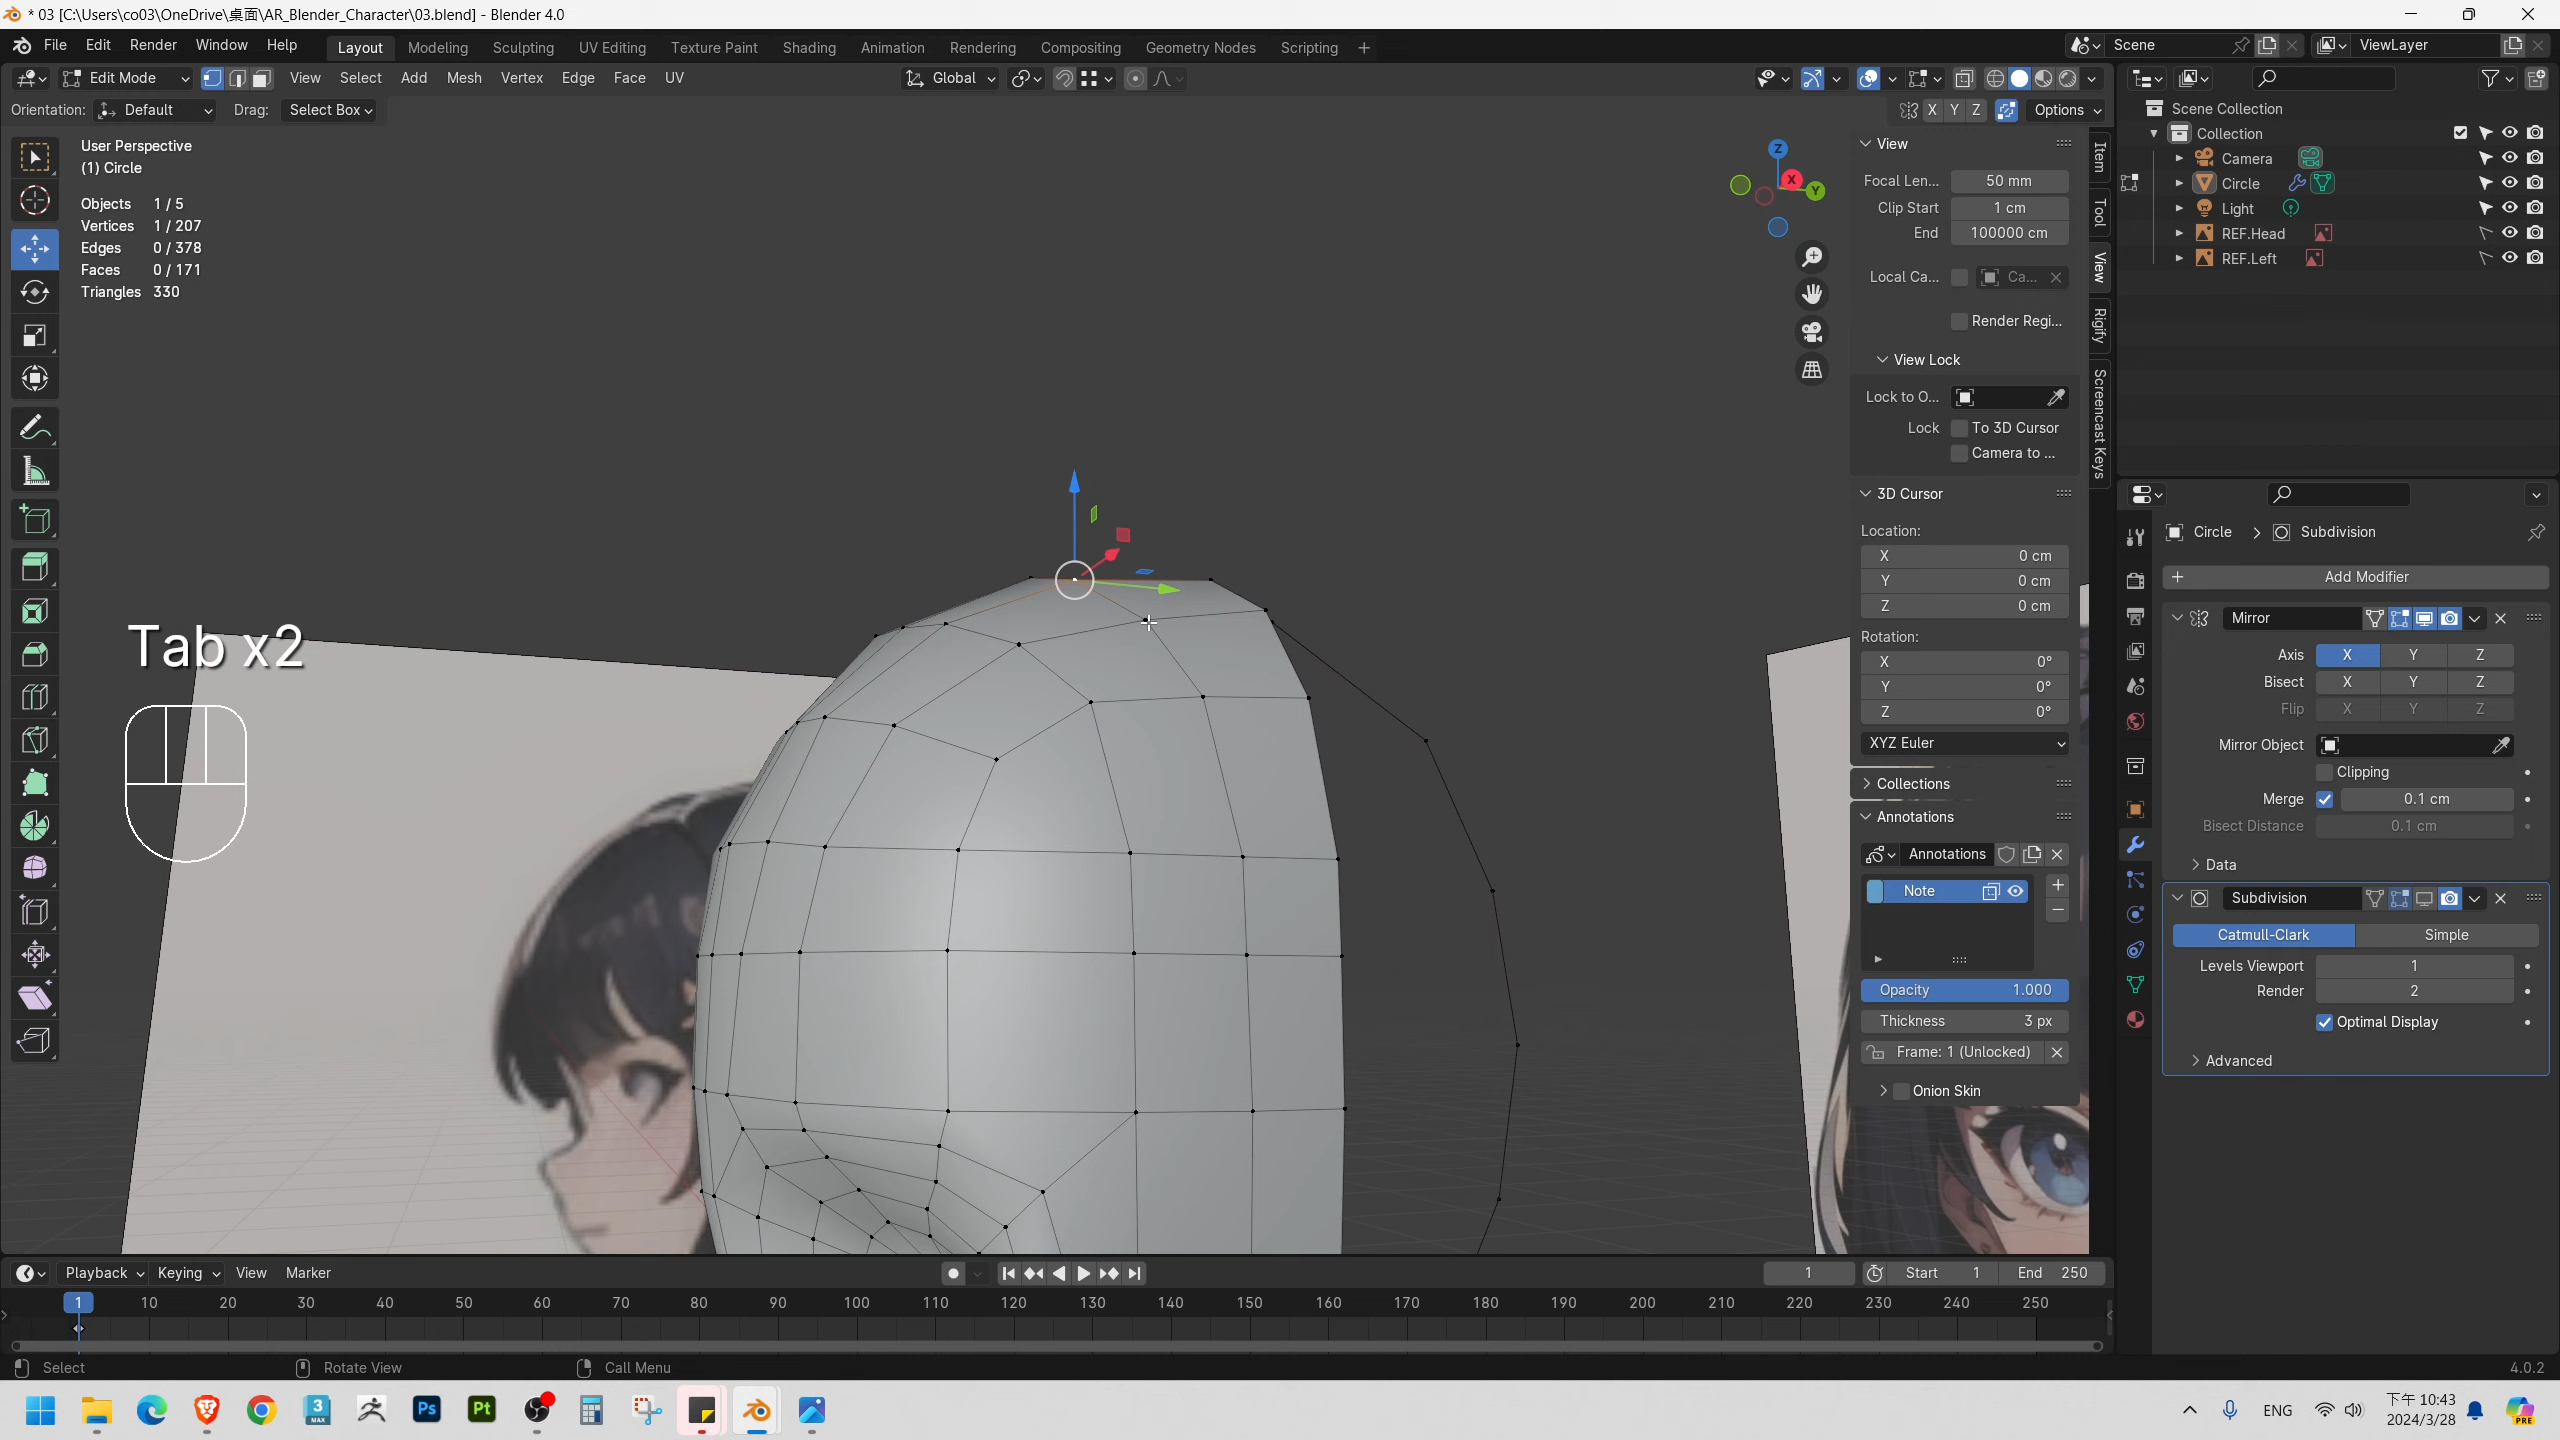 * 03 [C:\Users\co03\OneDrive\桌面\AR_Blender_Character\03.blend] - Blender 4.0
File Edit Render Window Help Layout Modeling Sculpting UV Editing Texture Paint Shading Animation Rendering Compositing Geometry Nodes Scripting + Scene ViewLayer
Edit Mode View Select Add Mesh Vertex Edge Face UV Global
Orientation: Default Drag: Select Box X Y Z Options
User Perspective
(1) Circle
Objects 1 / 5
Vertices 1 / 207
Edges 0 / 378
Faces 0 / 171
Triangles 330
Tab x2
Z
X
Y
View
Focal Len... 50 mm
Clip Start 1 cm
End 100000 cm
Local Ca... Ca...
Render Regi...
View Lock
Lock to O...
Lock To 3D Cursor
Camera to ...
3D Cursor
Location:
X 0 cm
Y 0 cm
Z 0 cm
Rotation:
X 0°
Y 0°
Z 0°
XYZ Euler
Collections
Annotations
Annotations
Note
Opacity 1.000
Thickness 3 px
Frame: 1 (Unlocked)
Onion Skin
Item
Tool
View
Rigify
Screencast Keys
Scene Collection
Collection
Camera
Circle
Light
REF.Head
REF.Left
Circle > Subdivision
+ Add Modifier
Mirror
Axis X Y Z
Bisect X Y Z
Flip X Y Z
Mirror Object
Clipping
Merge 0.1 cm
Bisect Distance 0.1 cm
Data
Subdivision
Catmull-Clark Simple
Levels Viewport 1
Render 2
Optimal Display
Advanced
Playback Keying View Marker 1 Start 1 End 250
1 10 20 30 40 50 60 70 80 90 100 110 120 130 140 150 160 170 180 190 200 210 220 230 240 250
Select Rotate View Call Menu 4.0.2
3 MAX Ps Pt ENG 下午 10:43
2024/3/28 PRE